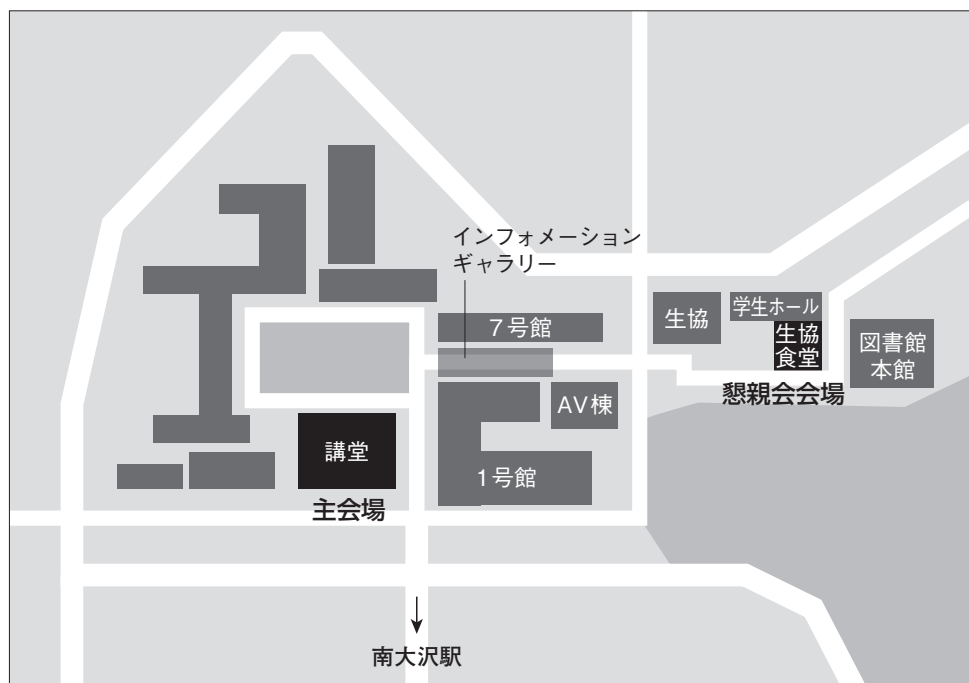 インフォメーション
ギャラリー
7号館
生協
学生ホール
生協
食堂
図書館
本館
懇親会会場
AV棟
講堂
1号館
主会場
南大沢駅